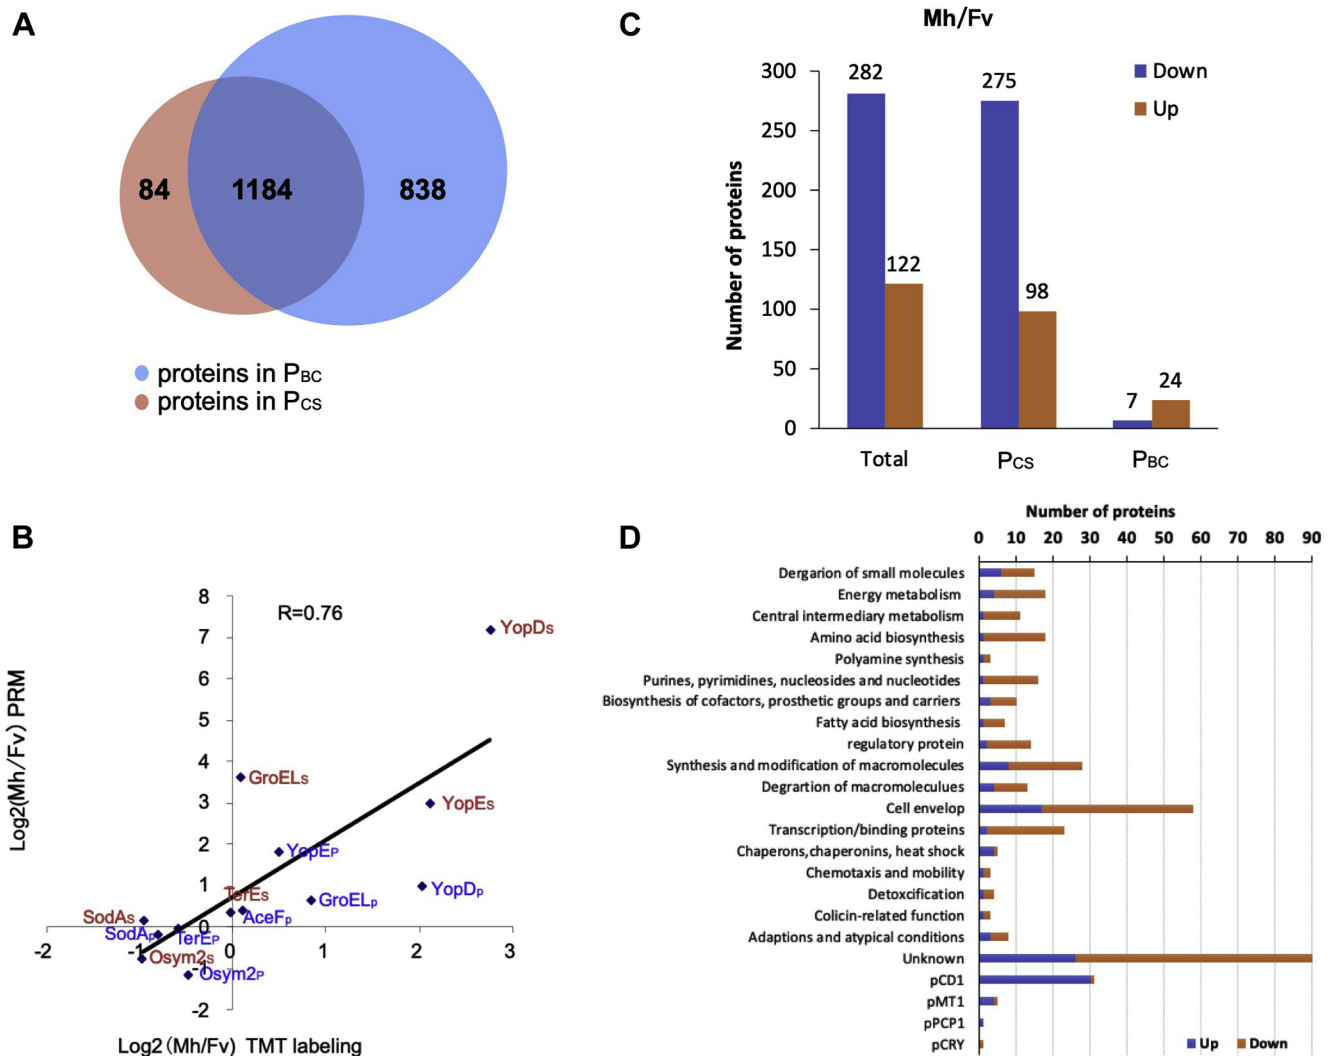 A
84
1184
838
proteins in PBC
proteins in PCS
C
Mh/Fv
Number of proteins
300
250
200
150
100
50
0
282
122
275
98
7
24
Down
Up
Total
PCS
PBC
B
Log2(Mh/Fv) PRM
8
7
6
5
4
3
2
1
0
-1
-2
R=0.76
YopDs
GroELs
YopEs
YopEP
TerEs
GroELp
YopDp
AceFp
SodAs
SodAp
TerEP
Osym2s
Osym2P
-2
-1
0
1
2
3
Log2(Mh/Fv) TMT labeling
D
Number of proteins
0 10 20 30 40 50 60 70 80 90
Dergarion of small molecules
Energy metabolism
Central intermediary metabolism
Amino acid biosynthesis
Polyamine synthesis
Purines, pyrimidines, nucleosides and nucleotides
Biosynthesis of cofactors, prosthetic groups and carriers
Fatty acid biosynthesis
regulatory protein
Synthesis and modification of macromolecules
Degrartion of macromoleculues
Cell envelop
Transcription/binding proteins
Chaperons,chaperonins, heat shock
Chemotaxis and mobility
Detoxcification
Colicin-related function
Adaptions and atypical conditions
Unknown
pCD1
pMT1
pPCP1
pCRY
Up Down